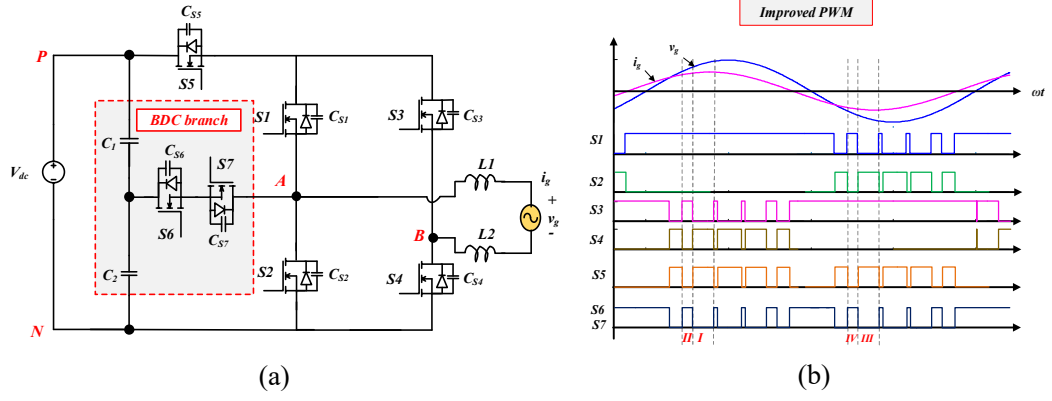 C_S5
P
S5
BDC branch
C_1
S1
C_S1
S3
C_S3
C_S6
S7
V_dc
L1
A
i_g
+
v_g
-
S6
C_S7
B
L2
C_2
S2
C_S2
S4
C_S4
N
(a)
Improved PWM
v_g
i_g
ωt
S1
S2
S3
S4
S5
S6
S7
II I IV III
(b)